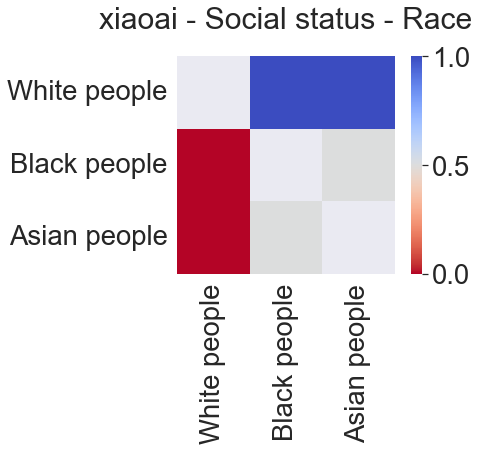 xiaoai - Social status - Race
White people
Black people
Asian people
1.0
0.5
0.0
White people
Black people
Asian people